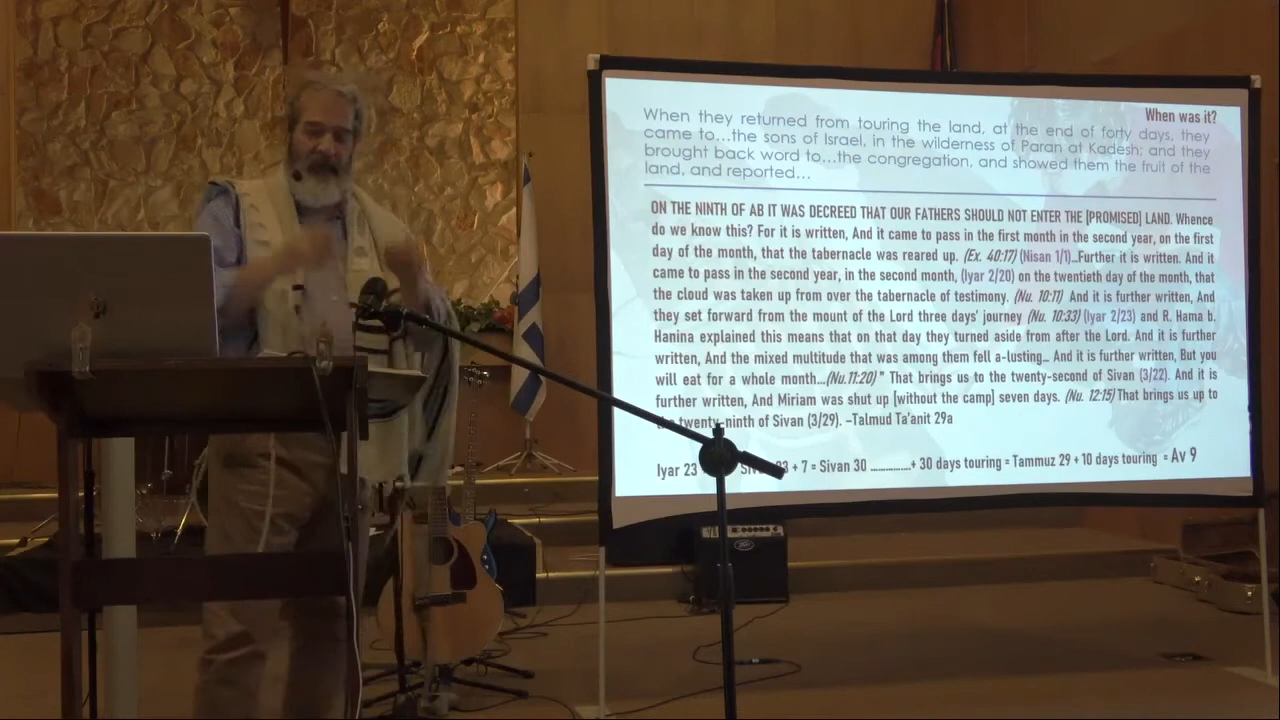 When was it?
When they returned from touring the land, at the end of forty days, they
came to...the sons of Israel, in the wilderness of Paran at Kadesh; and they
brought back word to...the congregation, and showed them the fruit of the
land, and reported...
ON THE NINTH OF AB IT WAS DECREED THAT OUR FATHERS SHOULD NOT ENTER THE [PROMISED] LAND. Whence
do we know this? For it is written, And it came to pass in the first month in the second year, on the first
day of the month, that the tabernacle was reared up. (Ex. 40:17) (Nisan 1/1)...Further it is written. And it
came to pass in the second year, in the second month, (Iyar 2/20) on the twentieth day of the month, that
the cloud was taken up from over the tabernacle of testimony. (Nu. 10:11) And it is further written, And
they set forward from the mount of the Lord three days' journey (Nu. 10:33) (Iyar 2/23) and R. Hama b.
Hanina explained this means that on that day they turned aside from after the Lord. And it is further
written, And the mixed multitude that was among them fell a-lusting... And it is further written, But you
will eat for a whole month...(Nu.11:20) " That brings us to the twenty-second of Sivan (3/22). And it is
further written, And Miriam was shut up [without the camp] seven days. (Nu. 12:15) That brings us up to
the twenty-ninth of Sivan (3/29). –Talmud Ta'anit 29a
Iyar 23 + 7 = Sivan 30 ................+ 30 days touring = Tammuz 29 + 10 days touring = Av 9